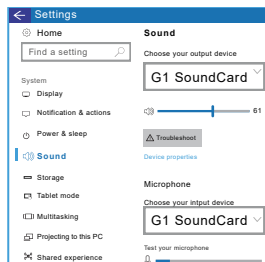 Settings
Home
Find a setting
System
Display
Notification & actions
Power & sleep
Sound
Storage
Tablet mode
Multitasking
Projecting to this PC
Shared experience
Sound
Choose your output device
G1 SoundCard
61
Troubleshoot
Device properties
Microphone
Choose your intput device
G1 SoundCard
Test your microphone